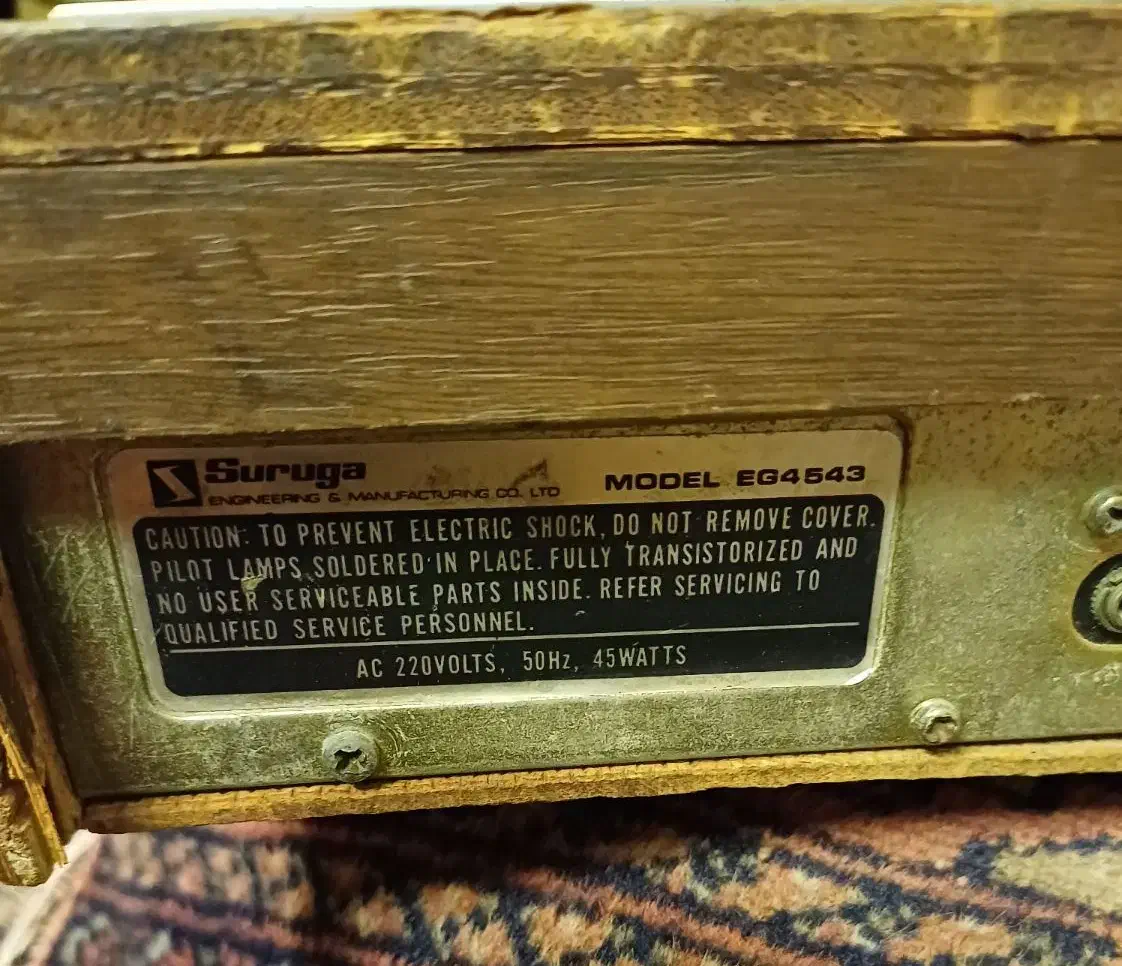 Suruga
ENGINEERING & MANUFACTURING CO. LTD
MODEL EG4543
CAUTION: TO PREVENT ELECTRIC SHOCK, DO NOT REMOVE COVER.
PILOT LAMPS SOLDERED IN PLACE. FULLY TRANSISTORIZED AND
NO USER SERVICEABLE PARTS INSIDE. REFER SERVICING TO
QUALIFIED SERVICE PERSONNEL.
AC 220VOLTS, 50Hz, 45WATTS